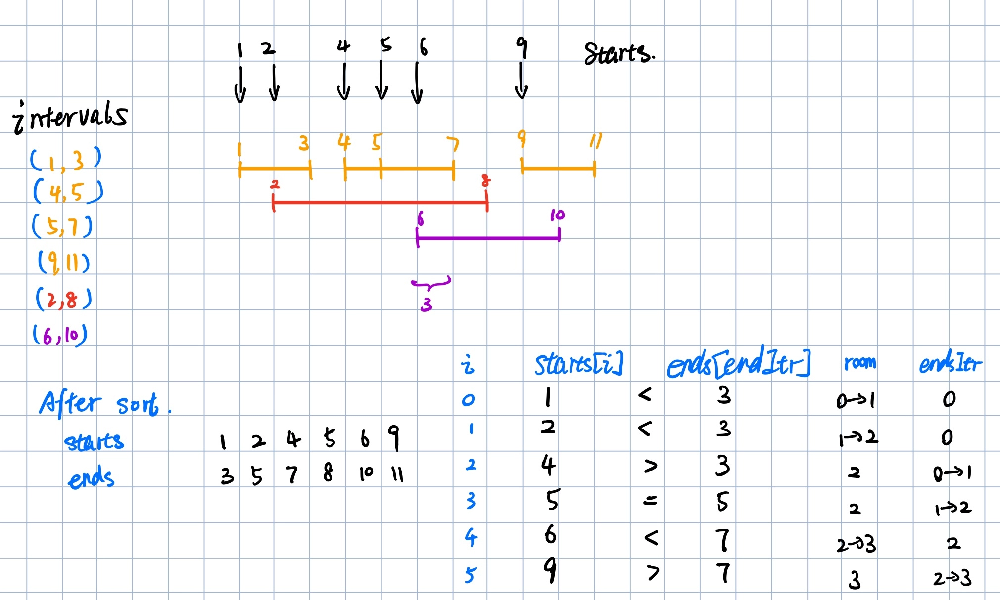 1 2 4 5 6 9 Starts.
intervals
1 3 4 5 7 9 11
(1,3)
2 8
(4,5)
6 10
(5,7)
(9,11)
(2,8)
3
(6,10)
i starts[i] ends[endItr] room endsItr
After sort.
0 1 < 3 0→1 0
starts 1 2 4 5 6 9
1 2 < 3 1→2 0
ends 3 5 7 8 10 11
2 4 > 3 2 0→1
3 5 = 5 2 1→2
4 6 < 7 2→3 2
5 9 > 7 3 2→3